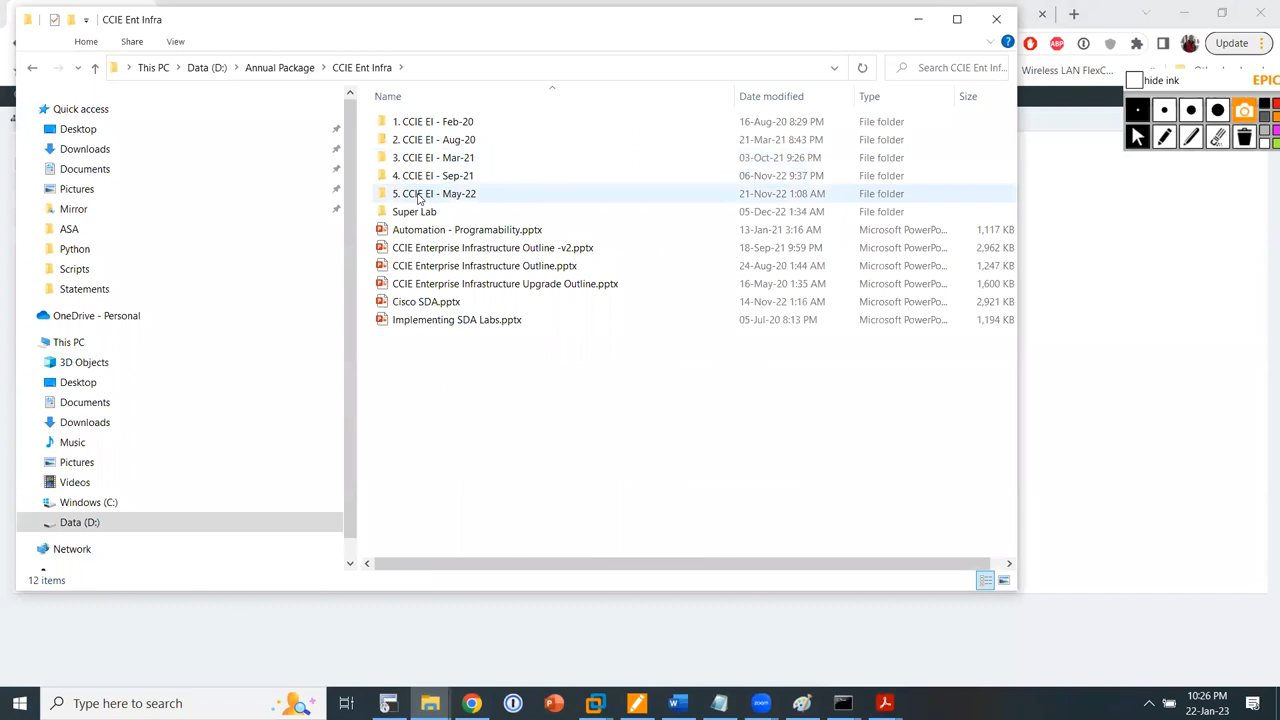 CCIE Ent Infra
Home Share View
This PC Data (D:) Annual Package CCIE Ent Infra
Search CCIE Ent Inf...
Update
Wireless LAN FlexC...
hide ink
EPIC
Quick access
Desktop
Downloads
Documents
Pictures
Mirror
ASA
Python
Scripts
Statements
OneDrive - Personal
This PC
3D Objects
Desktop
Documents
Downloads
Music
Pictures
Videos
Windows (C:)
Data (D:)
Network
Name Date modified Type Size
1. CCIE EI - Feb-20 16-Aug-20 8:29 PM File folder
2. CCIE EI - Aug-20 21-Mar-21 8:43 PM File folder
3. CCIE EI - Mar-21 03-Oct-21 9:26 PM File folder
4. CCIE EI - Sep-21 06-Nov-22 9:37 PM File folder
5. CCIE EI - May-22 21-Nov-22 1:08 AM File folder
Super Lab 05-Dec-22 1:34 AM File folder
Automation - Programability.pptx 13-Jan-21 3:16 AM Microsoft PowerPo... 1,117 KB
CCIE Enterprise Infrastructure Outline -v2.pptx 18-Sep-21 9:59 PM Microsoft PowerPo... 2,962 KB
CCIE Enterprise Infrastructure Outline.pptx 24-Aug-20 1:44 AM Microsoft PowerPo... 1,247 KB
CCIE Enterprise Infrastructure Upgrade Outline.pptx 16-May-20 1:35 AM Microsoft PowerPo... 1,600 KB
Cisco SDA.pptx 14-Nov-22 1:16 AM Microsoft PowerPo... 2,921 KB
Implementing SDA Labs.pptx 05-Jul-20 8:13 PM Microsoft PowerPo... 1,194 KB
12 items
Type here to search
10:26 PM
22-Jan-23